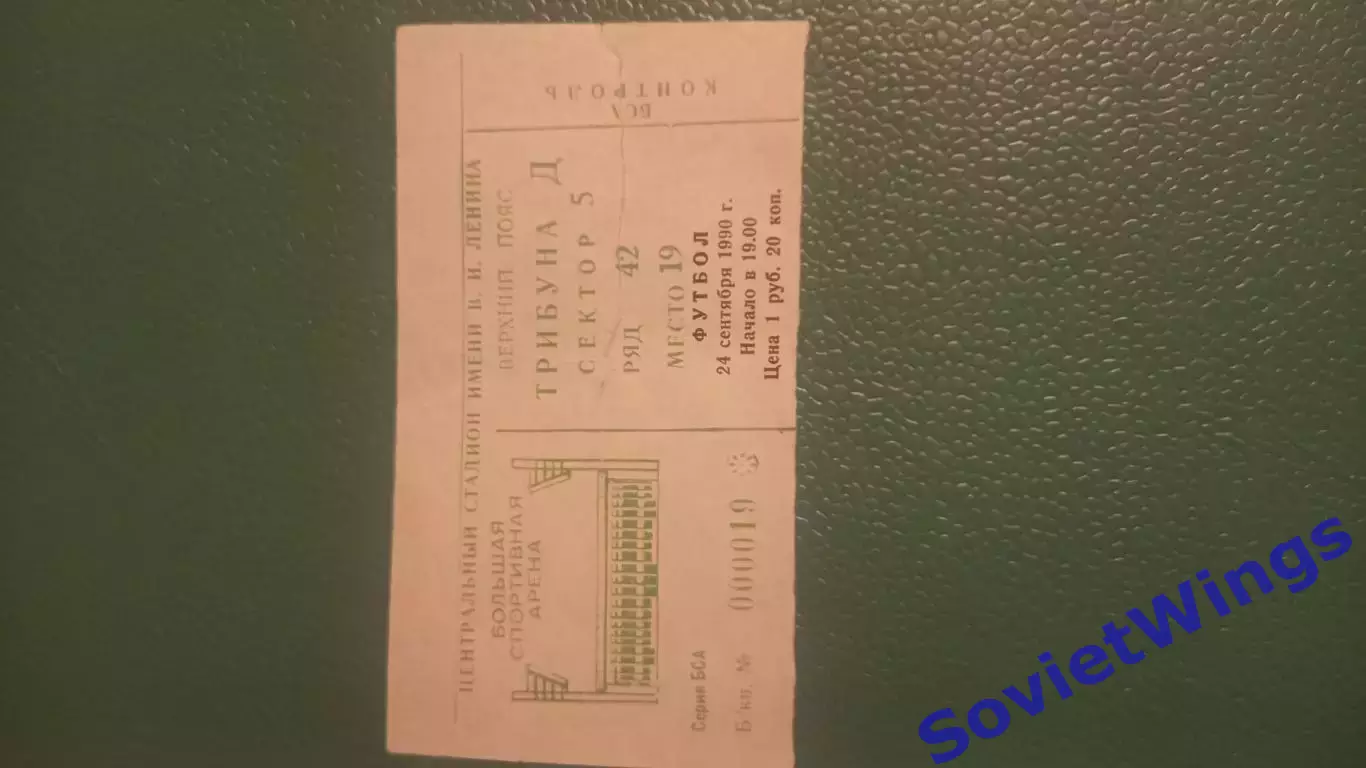 ЦЕНТРАЛЬНЫЙ СТАДИОН ИМЕНИ В. И. ЛЕНИНА
БОЛЬШАЯ
СПОРТИВНАЯ
АРЕНА
Серия БСА
Б/кв. № 000019
ВЕРХНИЙ ПОЯС
ТРИБУНА Д
СЕКТОР 5
РЯД 42
МЕСТО 19
ФУТБОЛ
24 сентября 1990 г.
Начало в 19.00
Цена 1 руб. 20 коп.
БСА
КОНТРОЛЬ
SovietWings